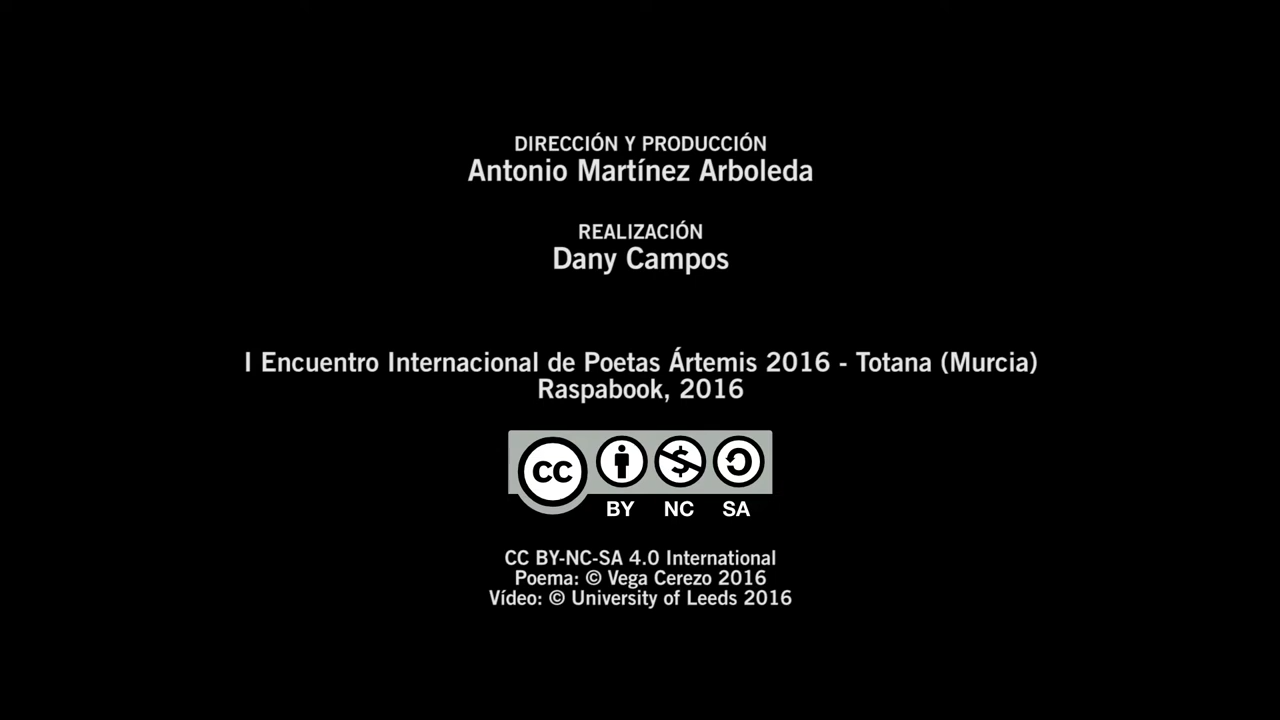 DIRECCIÓN Y PRODUCCIÓN
Antonio Martínez Arboleda
REALIZACIÓN
Dany Campos
I Encuentro Internacional de Poetas Ártemis 2016 - Totana (Murcia)
Raspabook, 2016
CC
BY NC SA
CC BY-NC-SA 4.0 International
Poema: © Vega Cerezo 2016
Vídeo: © University of Leeds 2016